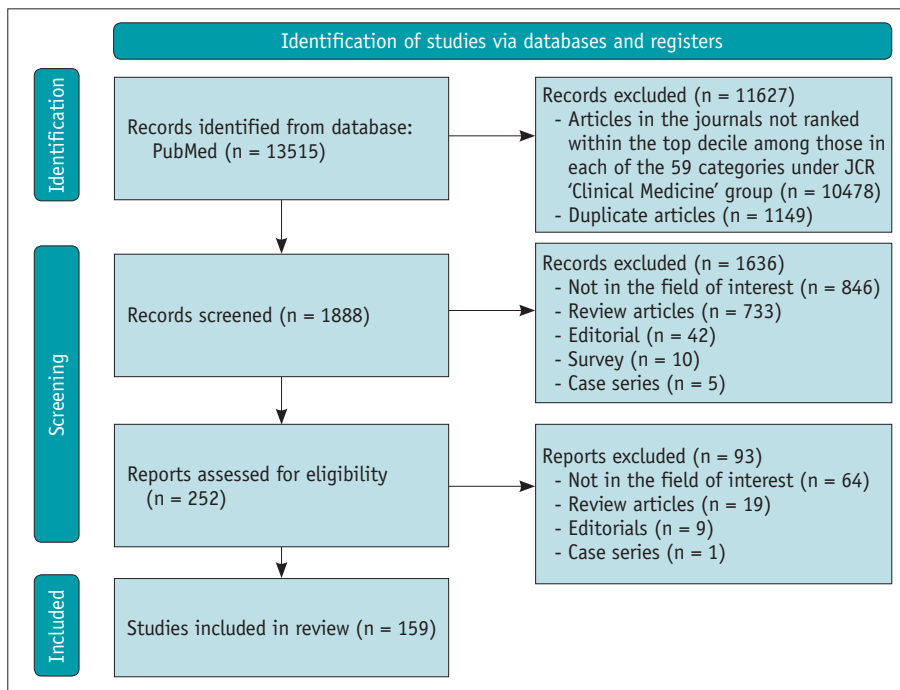 Identification of studies via databases and registers
Identification
Records identified from database:
PubMed (n = 13515)
Records excluded (n = 11627)
- Articles in the journals not ranked
within the top decile among those in
each of the 59 categories under JCR
‘Clinical Medicine’ group (n = 10478)
- Duplicate articles (n = 1149)
Screening
Records screened (n = 1888)
Records excluded (n = 1636)
- Not in the field of interest (n = 846)
- Review articles (n = 733)
- Editorial (n = 42)
- Survey (n = 10)
- Case series (n = 5)
Reports assessed for eligibility
(n = 252)
Reports excluded (n = 93)
- Not in the field of interest (n = 64)
- Review articles (n = 19)
- Editorials (n = 9)
- Case series (n = 1)
Included
Studies included in review (n = 159)